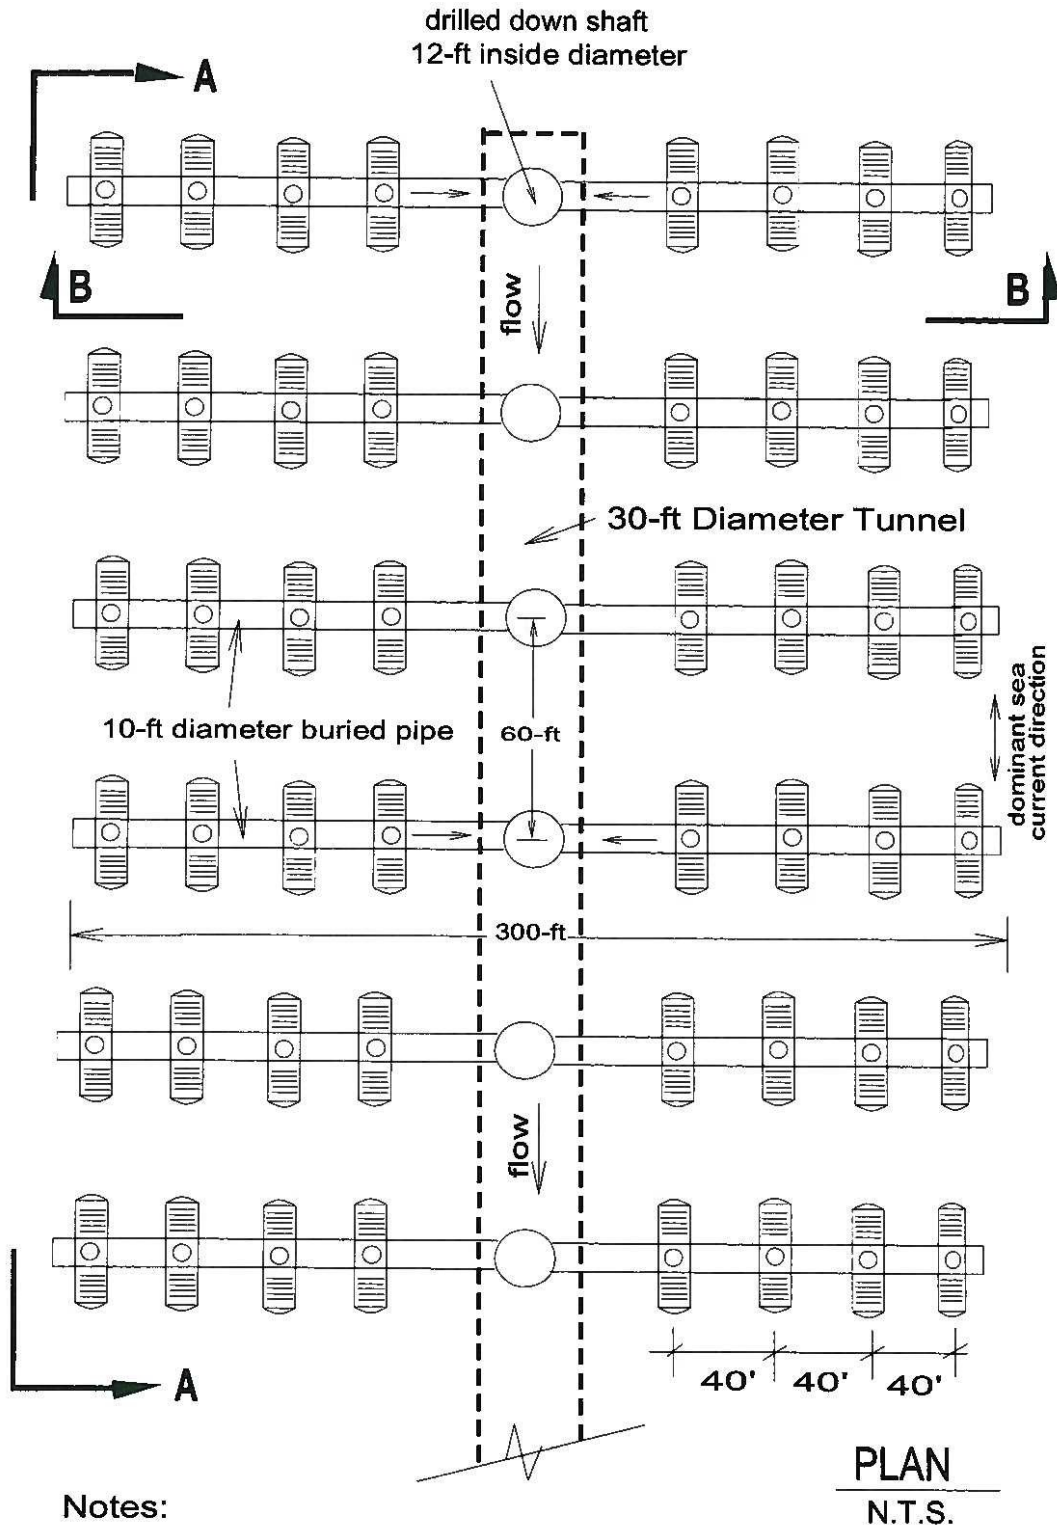 drilled down shaft
12-ft inside diameter
A
B
B
flow
30-ft Diameter Tunnel
10-ft diameter buried pipe
60-ft
dominant sea
current direction
300-ft
flow
A
40' 40' 40'
PLAN
N.T.S.
Notes: